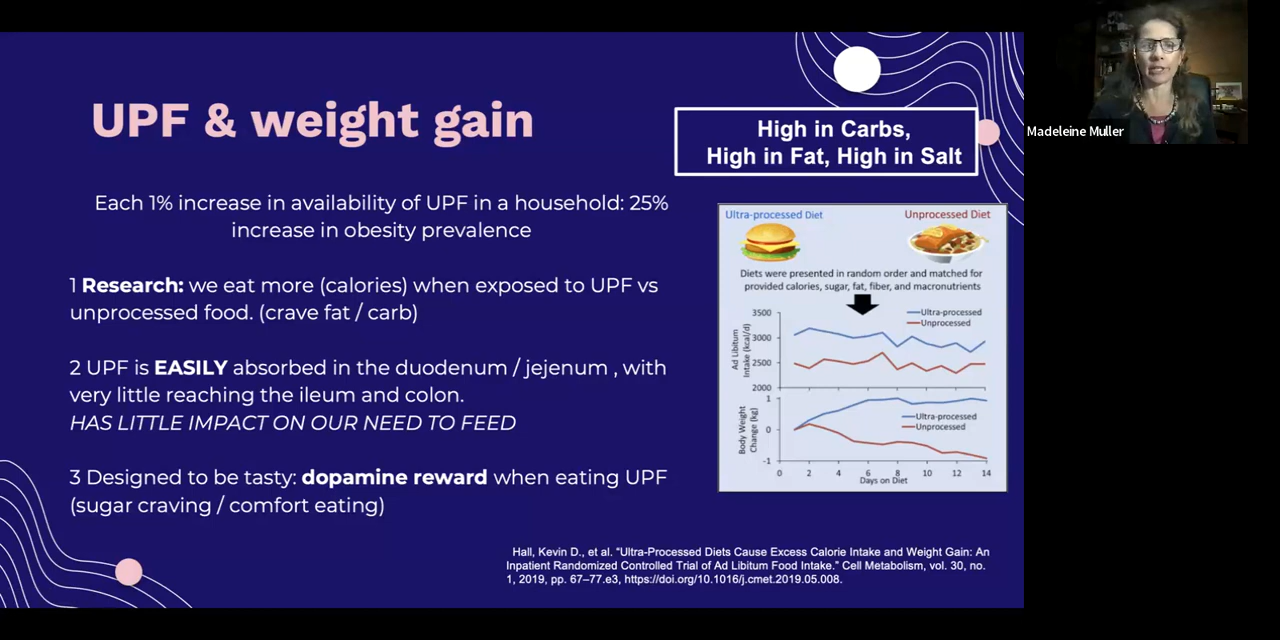 UPF & weight gain
High in Carbs,
High in Fat, High in Salt
Madeleine Muller
Each 1% increase in availability of UPF in a household: 25%
increase in obesity prevalence
1 Research: we eat more (calories) when exposed to UPF vs
unprocessed food. (crave fat / carb)
2 UPF is EASILY absorbed in the duodenum / jejenum , with
very little reaching the ileum and colon.
HAS LITTLE IMPACT ON OUR NEED TO FEED
3 Designed to be tasty: dopamine reward when eating UPF
(sugar craving / comfort eating)
Ultra-processed Diet
Unprocessed Diet
Diets were presented in random order and matched for
provided calories, sugar, fat, fiber, and macronutrients
Ad Libitum
Intake (kcal/d)
3500
3000
2500
2000
Ultra-processed
Unprocessed
Body Weight
Change (kg)
1
0
-1
Ultra-processed
Unprocessed
0 2 4 6 8 10 12 14
Days on Diet
Hall, Kevin D., et al. "Ultra-Processed Diets Cause Excess Calorie Intake and Weight Gain: An
Inpatient Randomized Controlled Trial of Ad Libitum Food Intake." Cell Metabolism, vol. 30, no.
1, 2019, pp. 67–77.e3, https://doi.org/10.1016/j.cmet.2019.05.008.